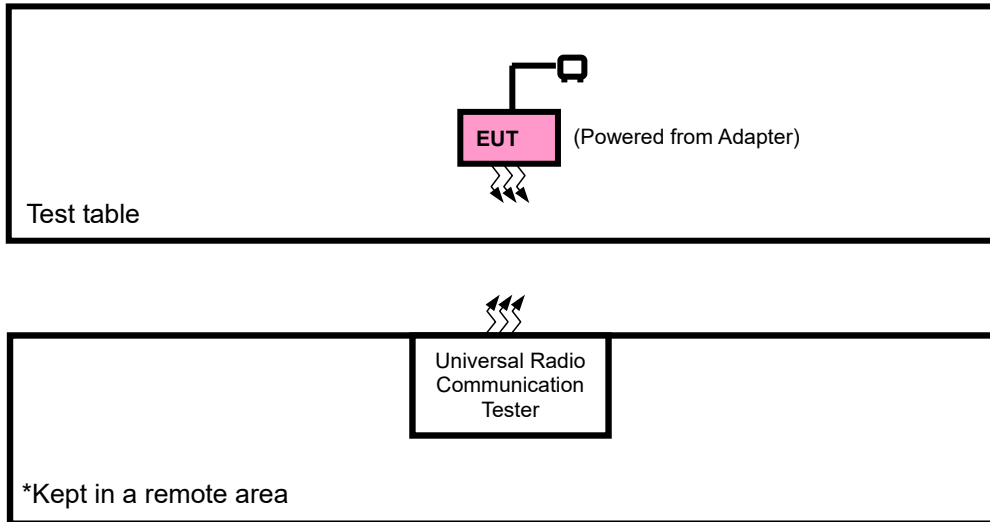 EUT
(Powered from Adapter)
Test table
Universal Radio
Communication
Tester
*Kept in a remote area